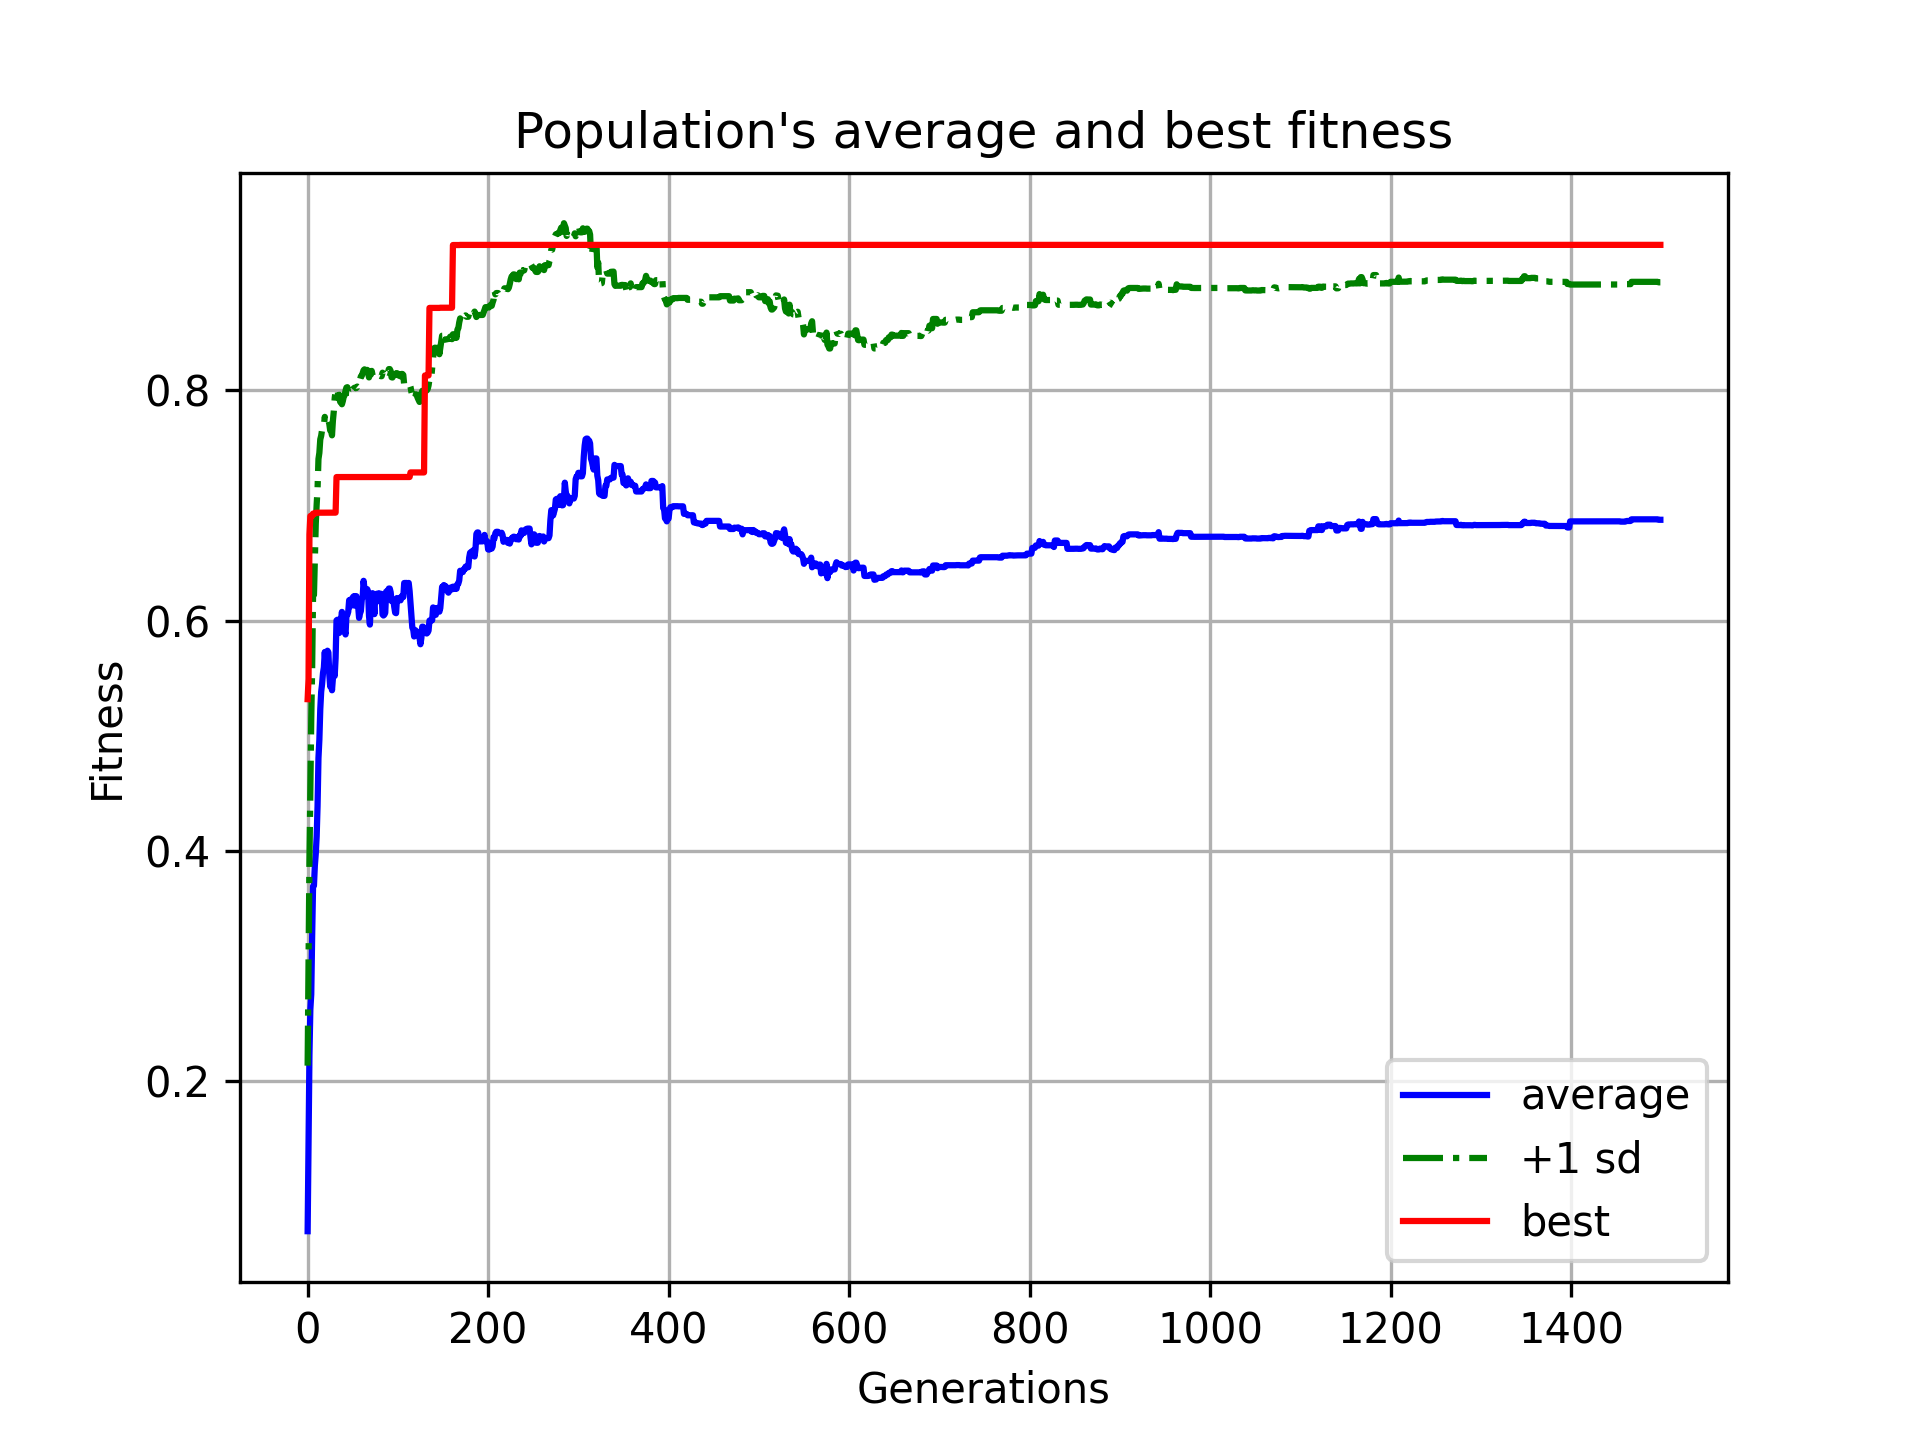 Population's average and best fitness
Fitness
0.8
0.6
0.4
0.2
0 200 400 600 800 1000 1200 1400
Generations
average
+1 sd
best